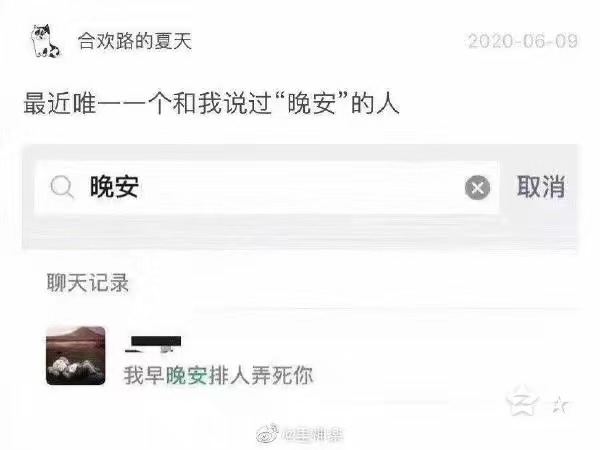 合欢路的夏天
2020-06-09
最近唯一一个和我说过“晚安”的人
晚安
取消
聊天记录
我早晚安排人弄死你